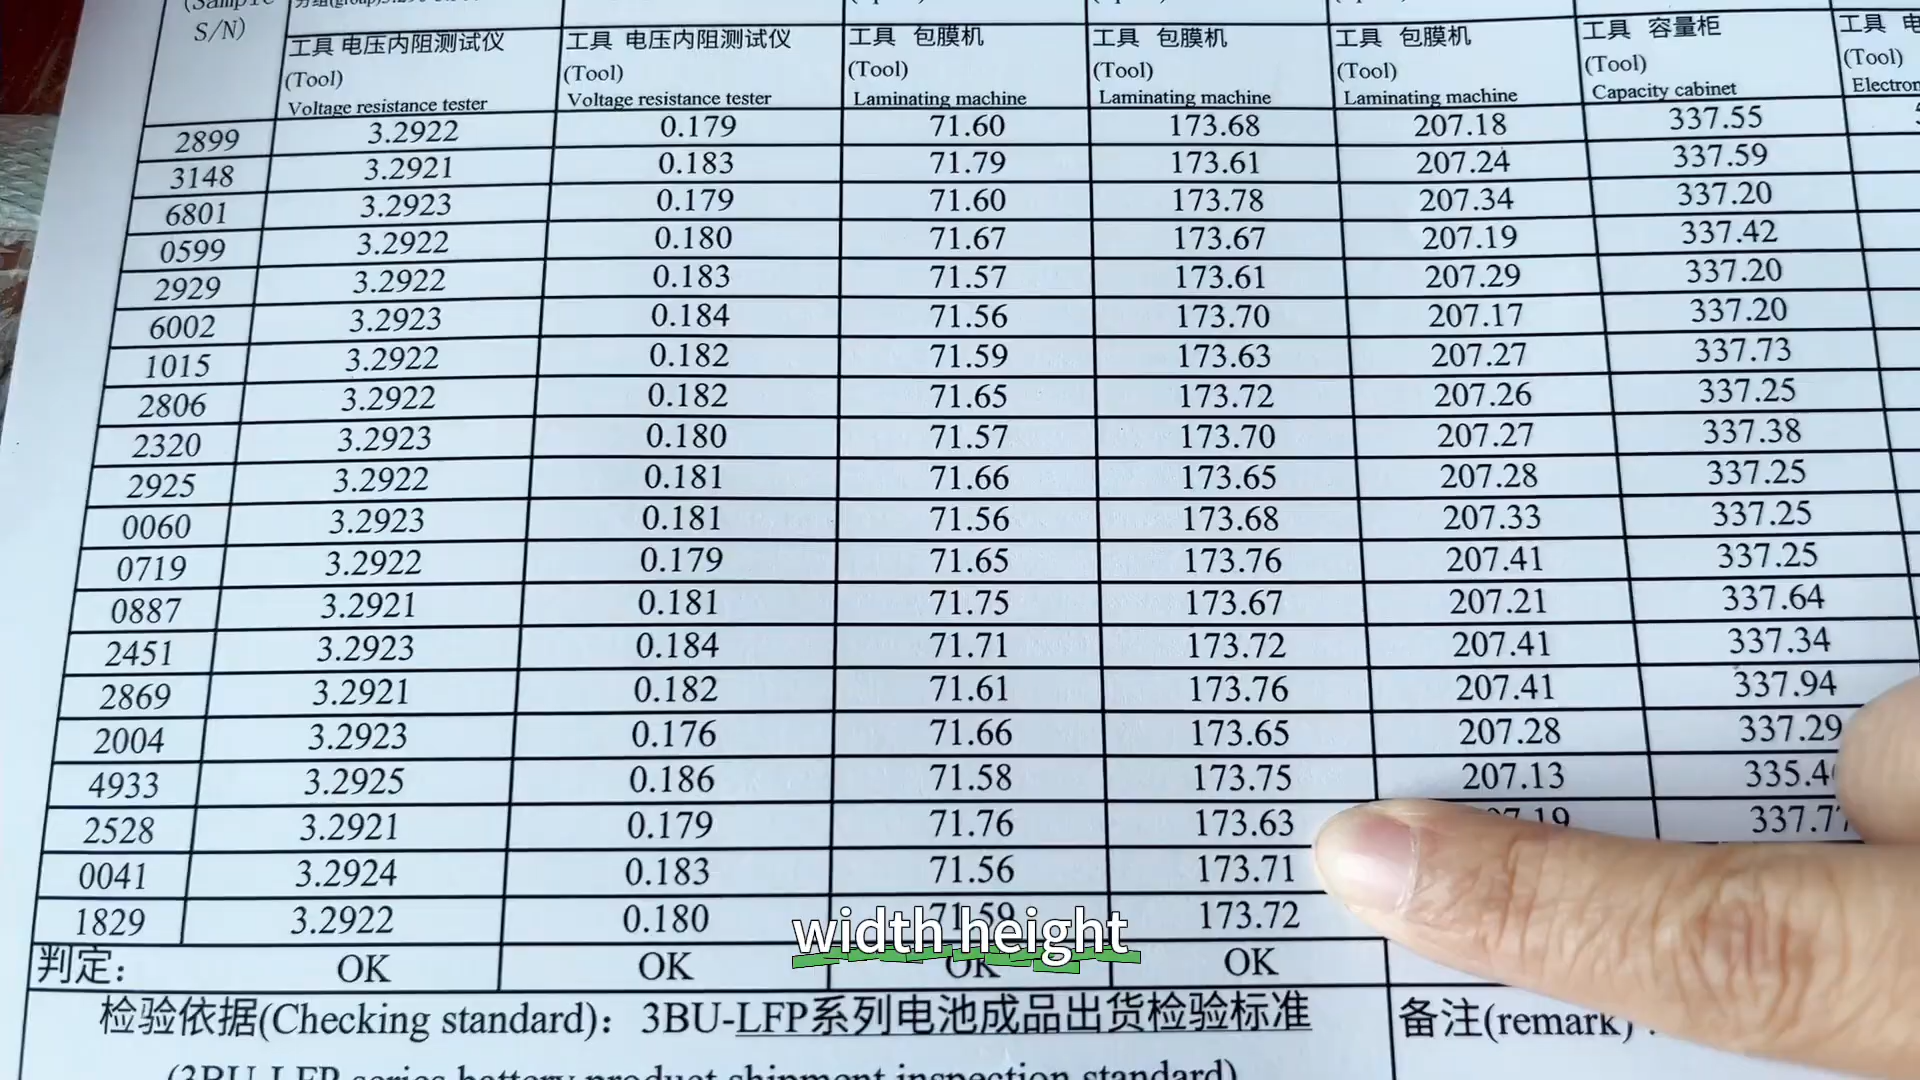 (Sample
S/N)
工具 电压内阻测试仪 工具 电压内阻测试仪 工具 包膜机 工具 包膜机 工具 包膜机 工具 容量柜 工具
(Tool) (Tool) (Tool) (Tool) (Tool) (Tool) (Tool)
Voltage resistance tester Voltage resistance tester Laminating machine Laminating machine Laminating machine Capacity cabinet
2899 3.2922 0.179 71.60 173.68 207.18 337.55
3148 3.2921 0.183 71.79 173.61 207.24 337.59
6801 3.2923 0.179 71.60 173.78 207.34 337.20
0599 3.2922 0.180 71.67 173.67 207.19 337.42
2929 3.2922 0.183 71.57 173.61 207.29 337.20
6002 3.2923 0.184 71.56 173.70 207.17 337.20
1015 3.2922 0.182 71.59 173.63 207.27 337.73
2806 3.2922 0.182 71.65 173.72 207.26 337.25
2320 3.2923 0.180 71.57 173.70 207.27 337.38
2925 3.2922 0.181 71.66 173.65 207.28 337.25
0060 3.2923 0.181 71.56 173.68 207.33 337.25
0719 3.2922 0.179 71.65 173.76 207.41 337.25
0887 3.2921 0.181 71.75 173.67 207.21 337.64
2451 3.2923 0.184 71.71 173.72 207.41 337.34
2869 3.2921 0.182 71.61 173.76 207.41 337.94
2004 3.2923 0.176 71.66 173.65 207.28 337.29
4933 3.2925 0.186 71.58 173.75 207.13
2528 3.2921 0.179 71.76 173.63
0041 3.2924 0.183 71.56 173.71
1829 3.2922 0.180 71.59 173.72
width height
判定： OK OK OK OK
检验依据(Checking standard)：3BU-LFP系列电池成品出货检验标准 备注(remark)
(3BU-LFP series battery product shipment inspection standard)